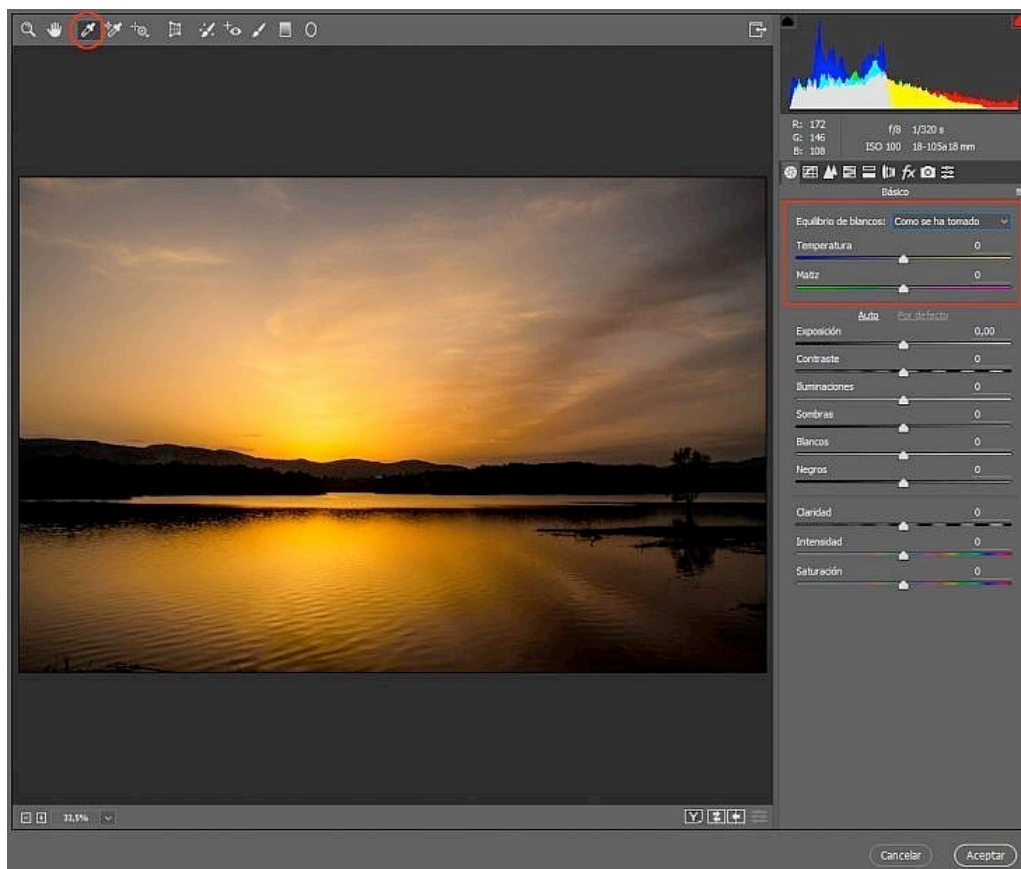 R: 172
G: 146
B: 108
f/8 1/320 s
ISO 100 18-105a18 mm
fx
Básico
Equilibrio de blancos: Como se ha tomado
Temperatura 0
Matiz 0
Auto Por defecto
Exposición 0,00
Contraste 0
Iluminaciones 0
Sombras 0
Blancos 0
Negros 0
Claridad 0
Intensidad 0
Saturación 0
33,5% Y
Cancelar Aceptar